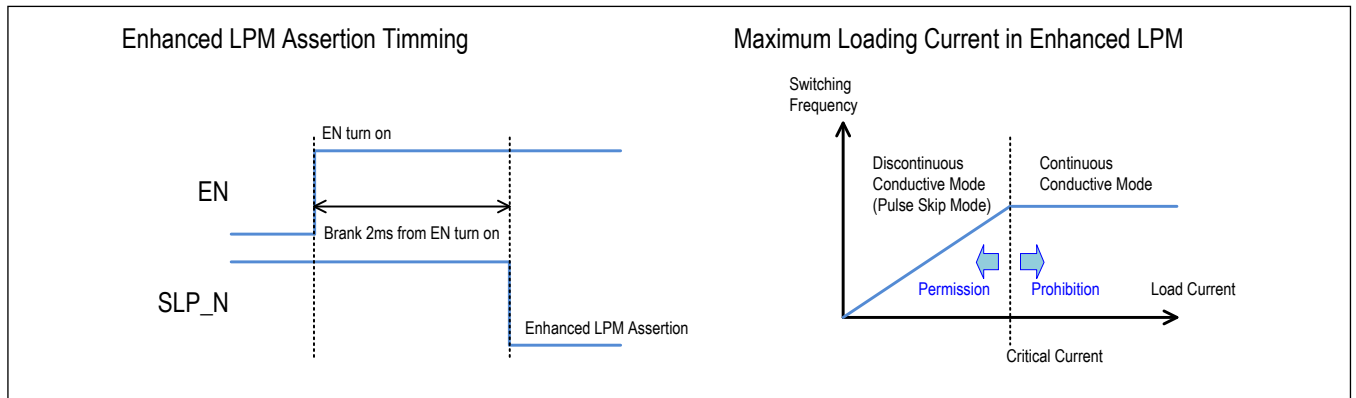 Enhanced LPM Assertion Timming
EN turn on
EN
Brank 2ms from EN turn on
SLP_N
Enhanced LPM Assertion
Maximum Loading Current in Enhanced LPM
Switching
Frequency
Discontinuous
Conductive Mode
(Pulse Skip Mode)
Continuous
Conductive Mode
Permission
Prohibition
Load Current
Critical Current